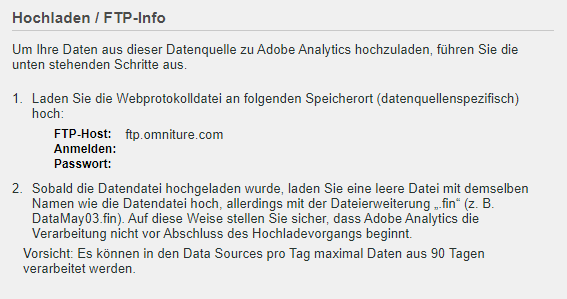 Hochladen / FTP-Info
Um Ihre Daten aus dieser Datenquelle zu Adobe Analytics hochzuladen, führen Sie die
unten stehenden Schritte aus.
1. Laden Sie die Webprotokolldatei an folgenden Speicherort (datenquellenspezifisch)
hoch:
FTP-Host: ftp.omniture.com
Anmelden:
Passwort:
2. Sobald die Datendatei hochgeladen wurde, laden Sie eine leere Datei mit demselben
Namen wie die Datendatei hoch, allerdings mit der Dateierweiterung „.fin“ (z. B.
DataMay03.fin). Auf diese Weise stellen Sie sicher, dass Adobe Analytics die
Verarbeitung nicht vor Abschluss des Hochladevorgangs beginnt.
Vorsicht: Es können in den Data Sources pro Tag maximal Daten aus 90 Tagen
verarbeitet werden.